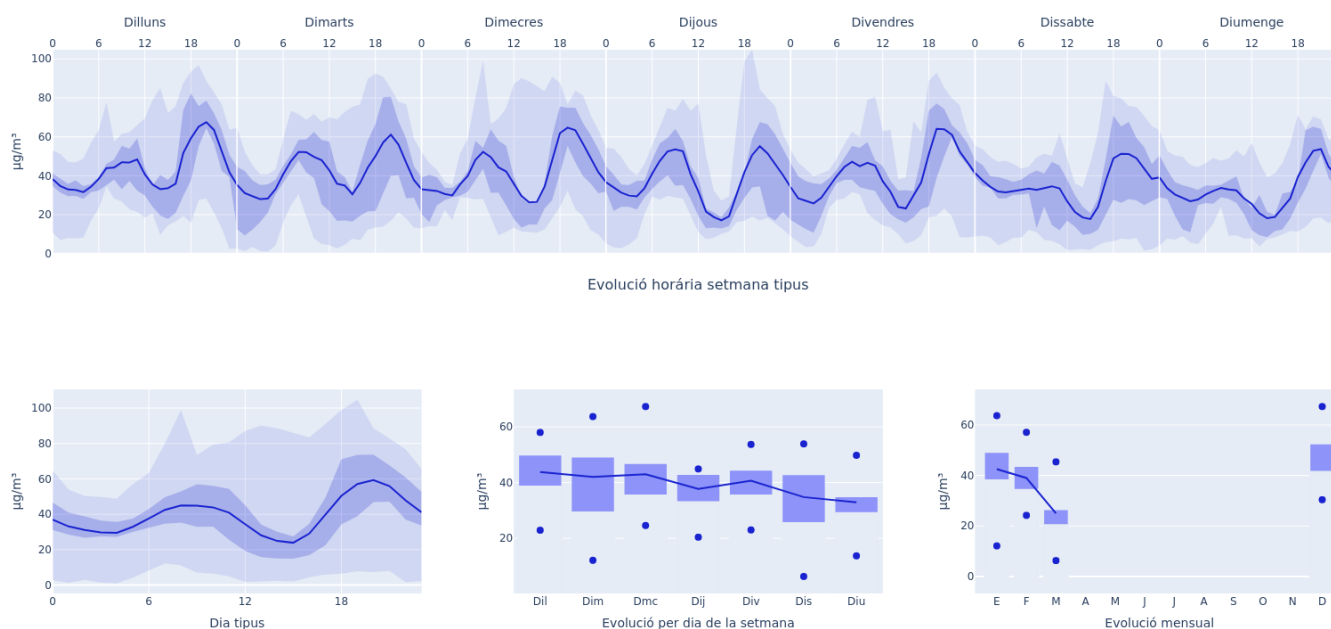 Dilluns Dimarts Dimecres Dijous Divendres Dissabte Diumenge
0 6 12 18 0 6 12 18 0 6 12 18 0 6 12 18 0 6 12 18 0 6 12 18 0 6 12 18
100
80
60
40
20
0
µg/m³
Evolució horária setmana tipus
100
80
60
40
20
0
µg/m³
0 6 12 18
Dia tipus
60
40
20
µg/m³
Dil Dim Dmc Dij Div Dis Diu
Evolució per dia de la setmana
60
40
20
0
µg/m³
E F M A M J J A S O N D
Evolució mensual